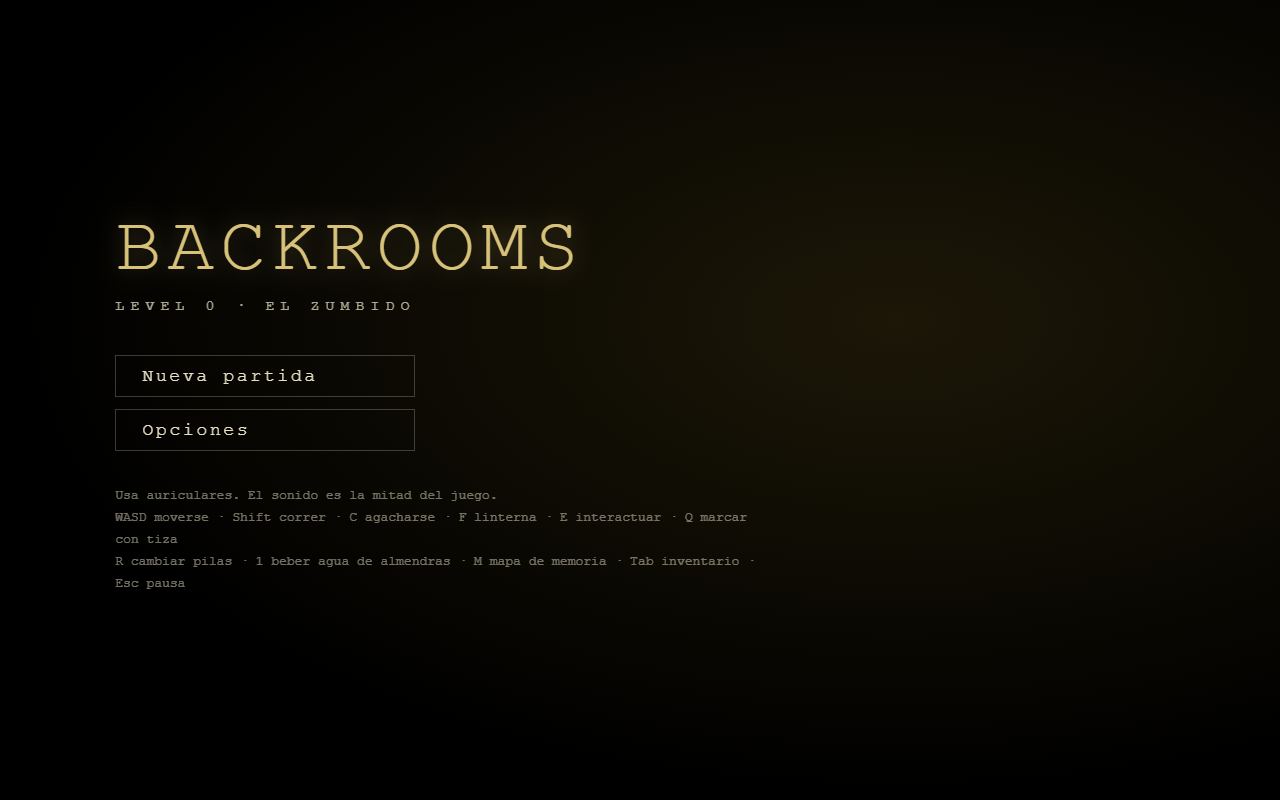 BACKROOMS
LEVEL 0 · EL ZUMBIDO
Nueva partida
Opciones
Usa auriculares. El sonido es la mitad del juego.
WASD moverse · Shift correr · C agacharse · F linterna · E interactuar · Q marcar
con tiza
R cambiar pilas · 1 beber agua de almendras · M mapa de memoria · Tab inventario ·
Esc pausa